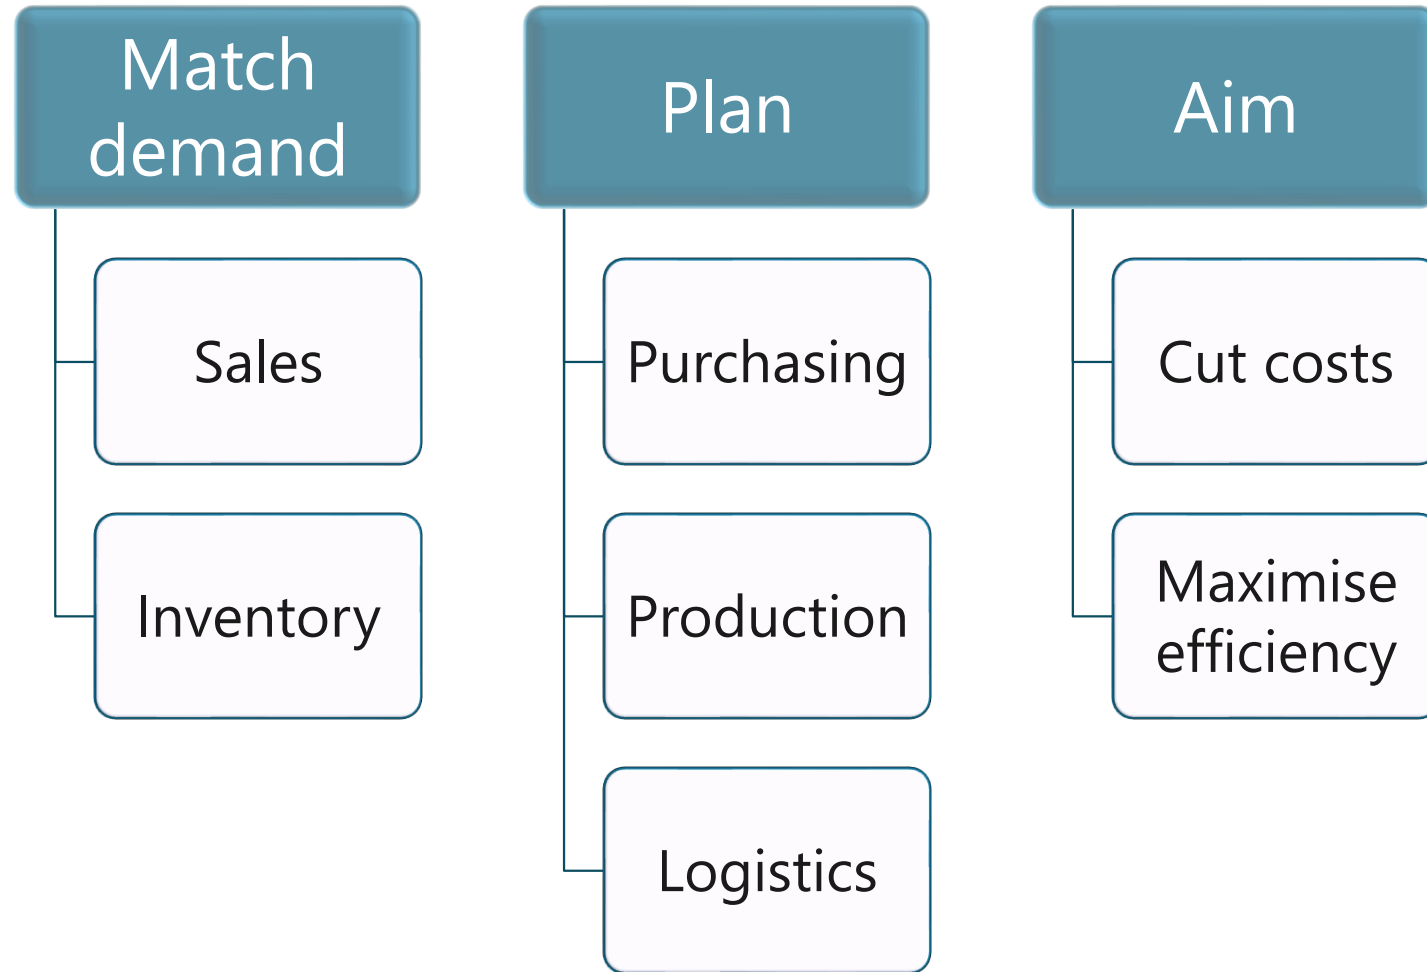 Match
demand
Sales
Inventory
Plan
Purchasing
Production
Logistics
Aim
Cut costs
Maximise
efficiency